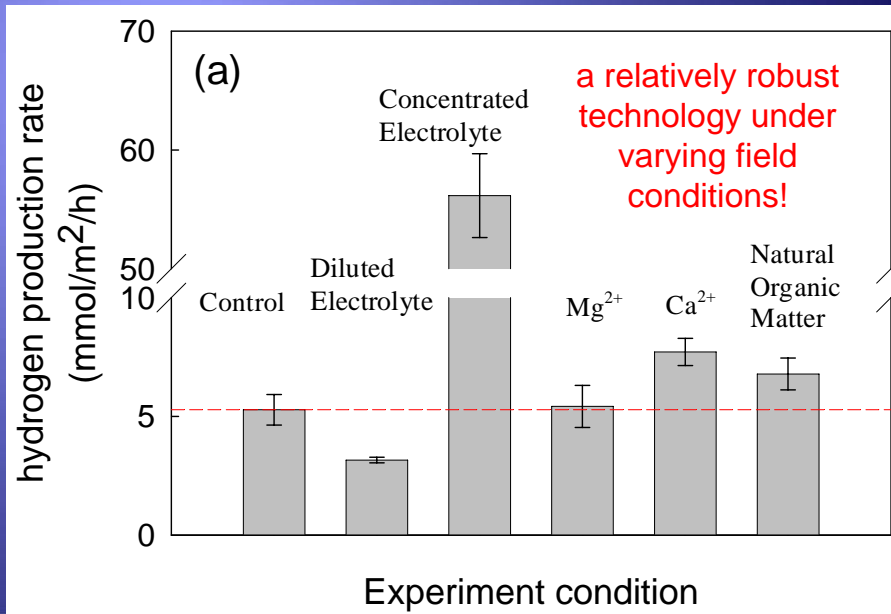 (a)
a relatively robust
technology under
varying field
conditions!
Concentrated
Electrolyte
Control
Diluted
Electrolyte
Mg²⁺
Ca²⁺
Natural
Organic
Matter
hydrogen production rate
(mmol/m²/h)
70
60
50
10
5
0
Experiment condition